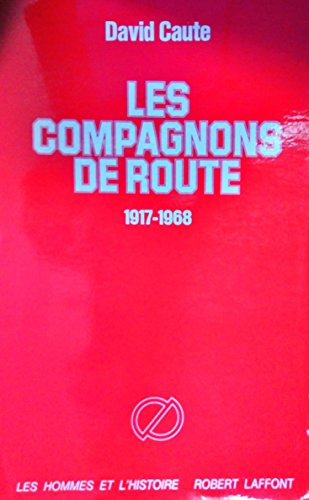 David Caute
LES
COMPAGNONS
DE ROUTE
1917-1968
LES HOMMES ET L'HISTOIRE ROBERT LAFFONT